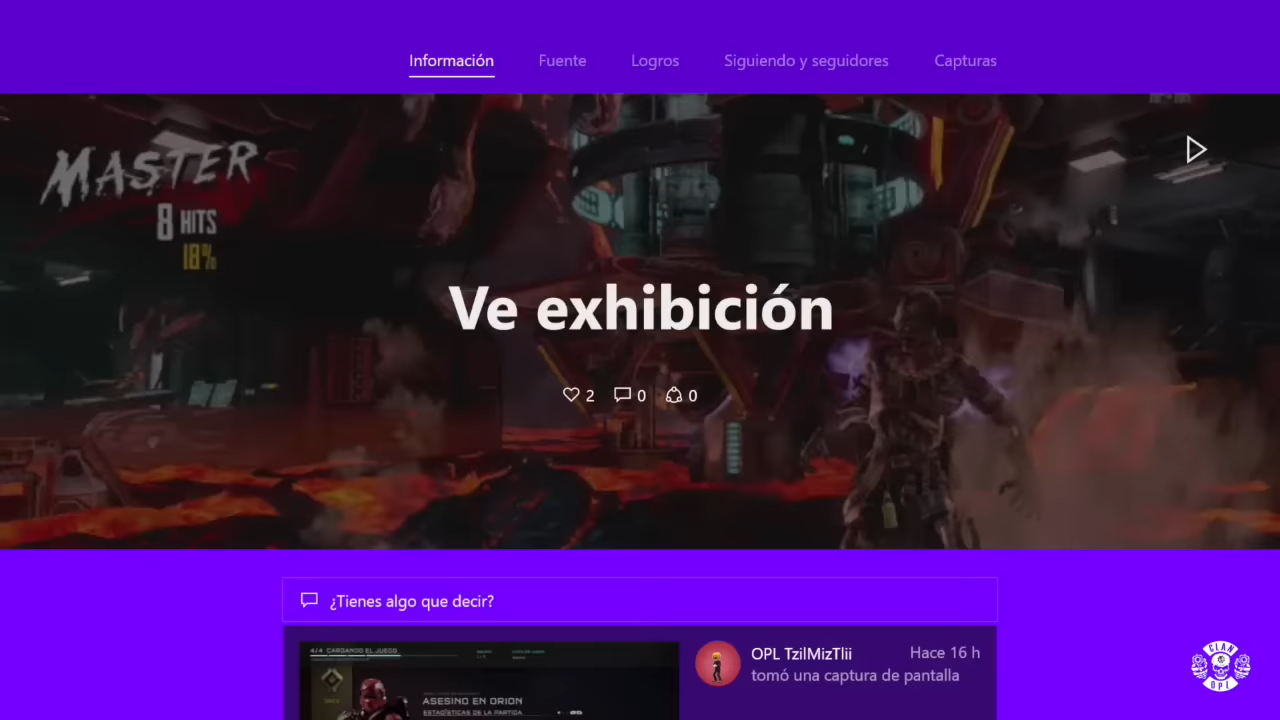 Información Fuente Logros Siguiendo y seguidores Capturas
MASTER
8 HITS
18%
Ve exhibición
2 0 0
¿Tienes algo que decir?
4/4 CARGANDO EL JUEGO
OPL TzilMizTlii Hace 16 h
tomó una captura de pantalla
ASESINO EN ORION
ESTADÍSTICAS DE LA PARTIDA
CLAN
OPL